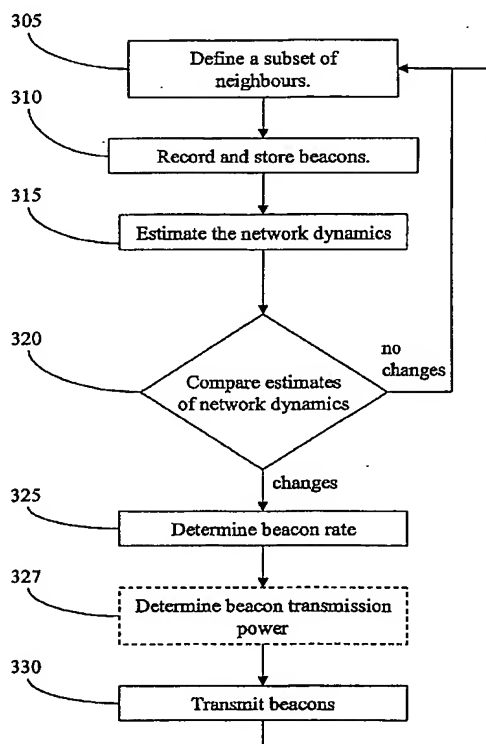 305
Define a subset of
neighbours.
310
Record and store beacons.
315
Estimate the network dynamics
320
Compare estimates
of network dynamics
no
changes
changes
325
Determine beacon rate
327
Determine beacon transmission
power
330
Transmit beacons